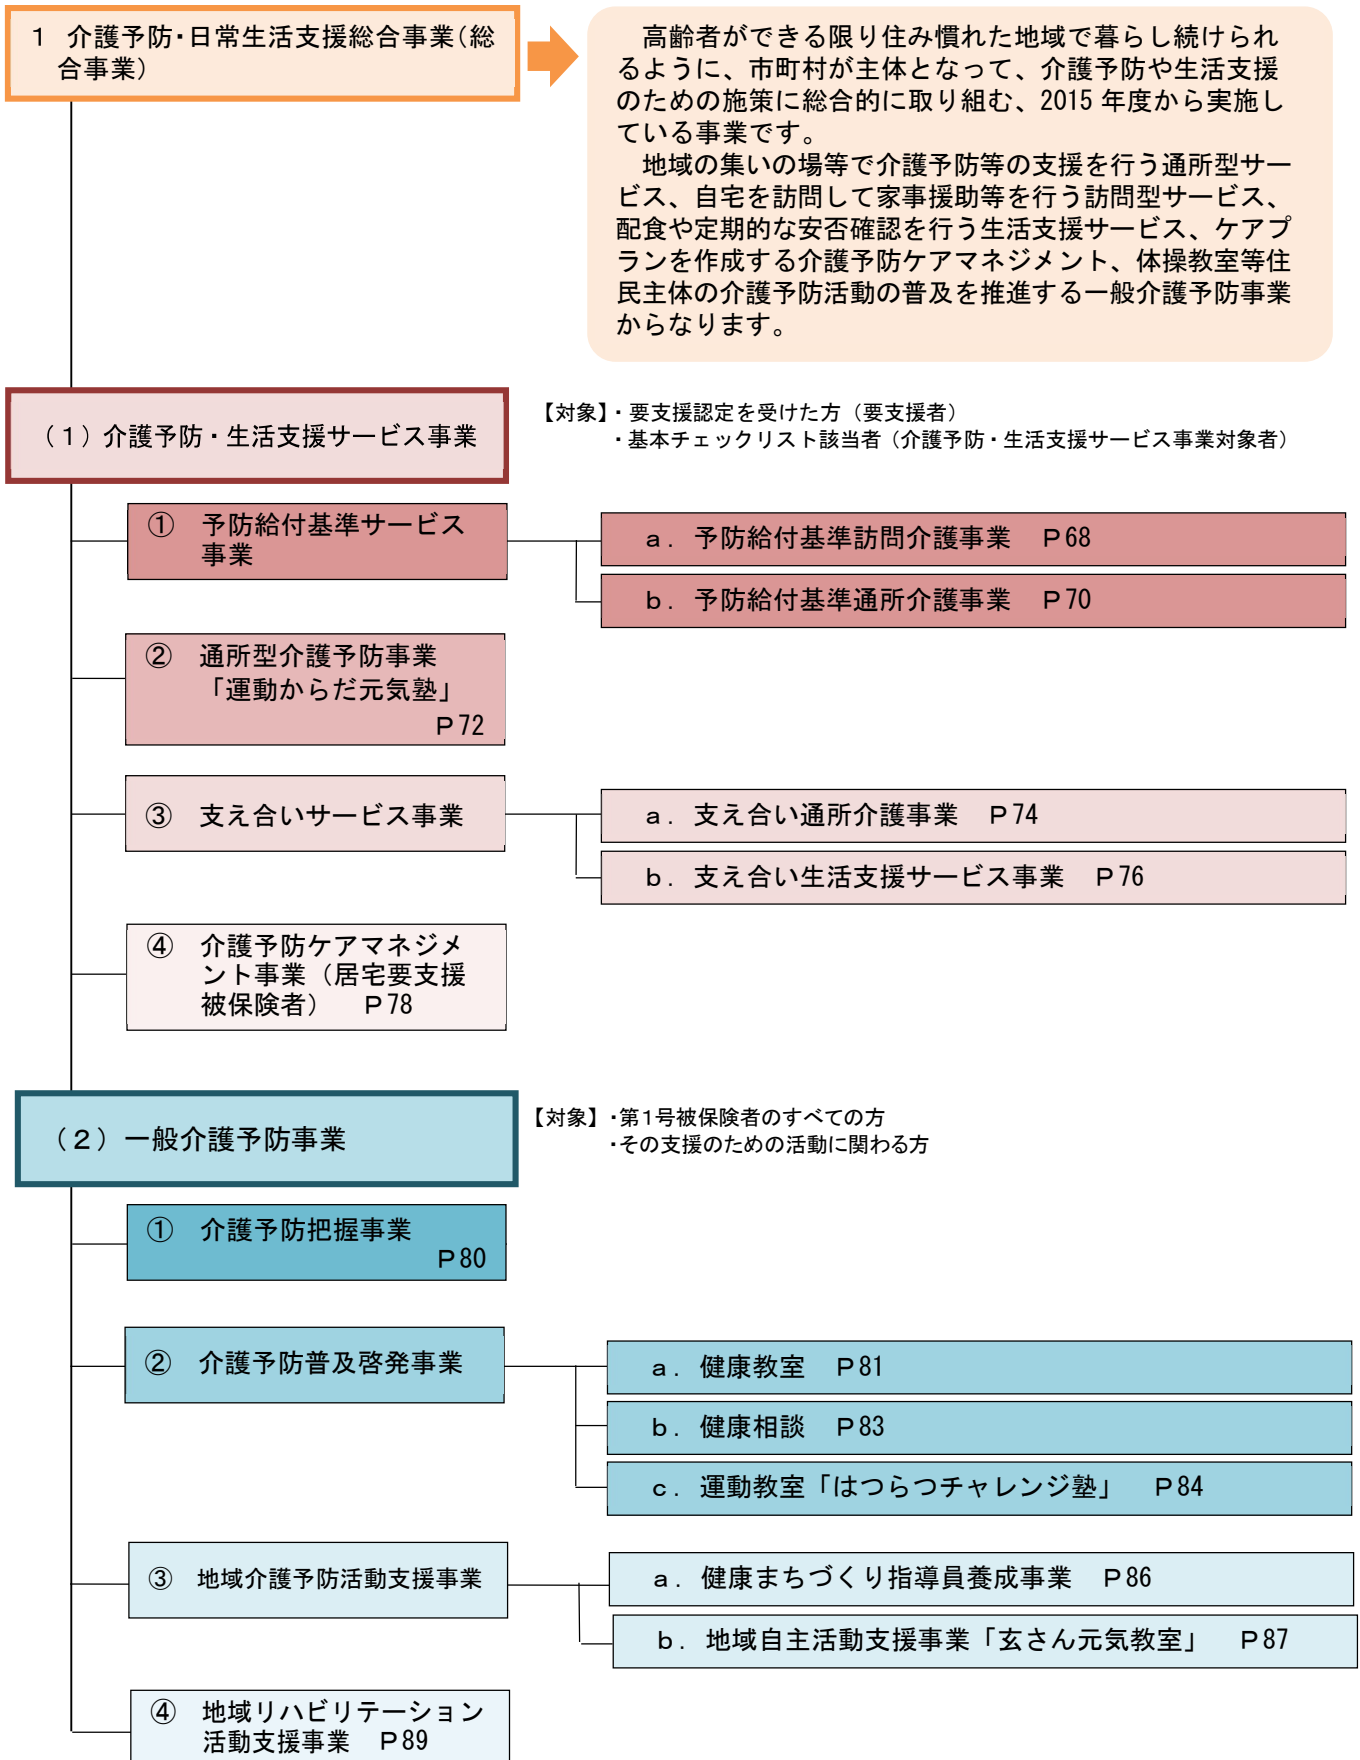 1 介護予防・日常生活支援総合事業(総
合事業)
高齢者ができる限り住み慣れた地域で暮らし続けられ
るように、市町村が主体となって、介護予防や生活支援
のための施策に総合的に取り組む、2015 年度から実施し
ている事業です。
地域の集いの場等で介護予防等の支援を行う通所型サー
ビス、自宅を訪問して家事援助等を行う訪問型サービス、
配食や定期的な安否確認を行う生活支援サービス、ケアプ
ランを作成する介護予防ケアマネジメント、体操教室等住
民主体の介護予防活動の普及を推進する一般介護予防事業
からなります。
(1)介護予防・生活支援サービス事業
【対象】・要支援認定を受けた方（要支援者）
・基本チェックリスト該当者（介護予防・生活支援サービス事業対象者）
① 予防給付基準サービス
事業
a．予防給付基準訪問介護事業 P68
b．予防給付基準通所介護事業 P70
② 通所型介護予防事業
「運動からだ元気塾」
P72
③ 支え合いサービス事業
a．支え合い通所介護事業 P74
b．支え合い生活支援サービス事業 P76
④ 介護予防ケアマネジメ
ント事業（居宅要支援
被保険者） P78
(2)一般介護予防事業
【対象】・第1号被保険者のすべての方
・その支援のための活動に関わる方
① 介護予防把握事業
P80
② 介護予防普及啓発事業
a．健康教室 P81
b．健康相談 P83
c．運動教室「はつらつチャレンジ塾」 P84
③ 地域介護予防活動支援事業
a．健康まちづくり指導員養成事業 P86
b．地域自主活動支援事業「玄さん元気教室」 P87
④ 地域リハビリテーション
活動支援事業 P89